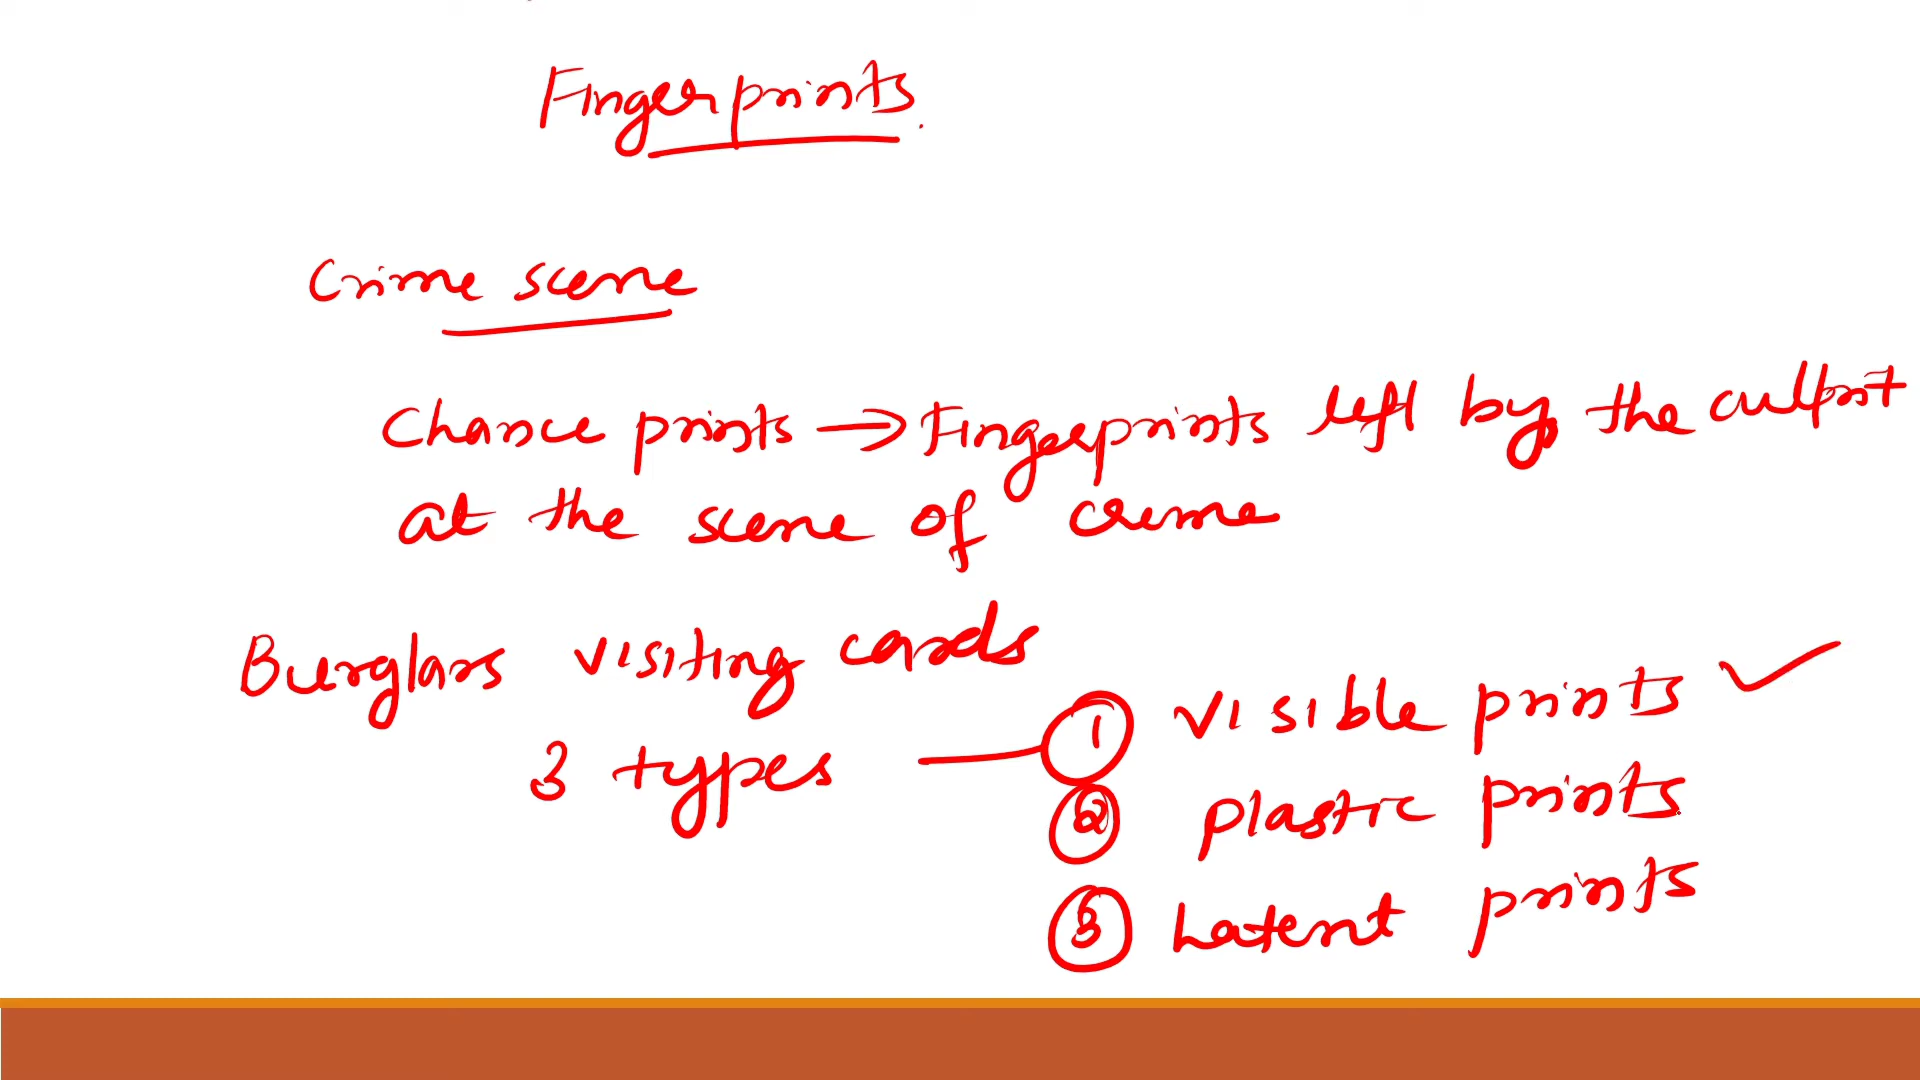 Fingerprints.
Crime scene
Chance prints → Fingerprints left by the culprit
at the scene of crime
Burglars visiting cards
3 types — ① visible prints ✓
② plastic prints
③ Latent prints